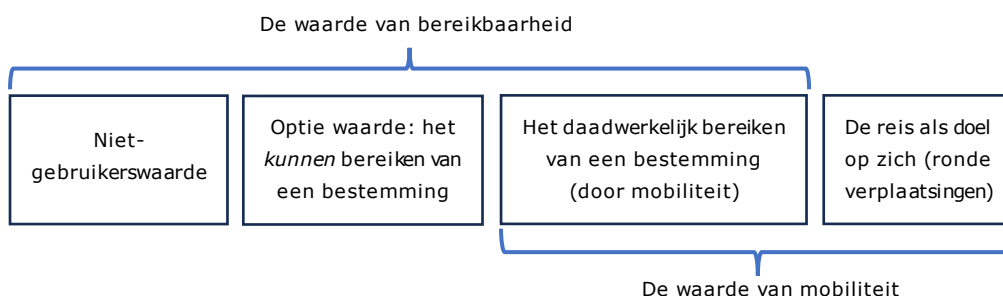 De waarde van bereikbaarheid
Niet-
gebruikerswaarde
Optie waarde: het
kunnen bereiken van
een bestemming
Het daadwerkelijk bereiken
van een bestemming
(door mobiliteit)
De reis als doel
op zich (ronde
verplaatsingen)
De waarde van mobiliteit